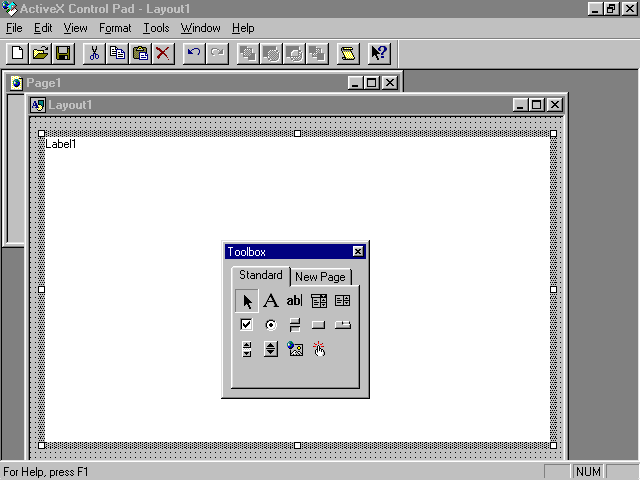 ActiveX Control Pad - Layout1
File Edit View Format Tools Window Help
Page1
Layout1
Label1
Toolbox
Standard New Page
A ab|
For Help, press F1 NUM